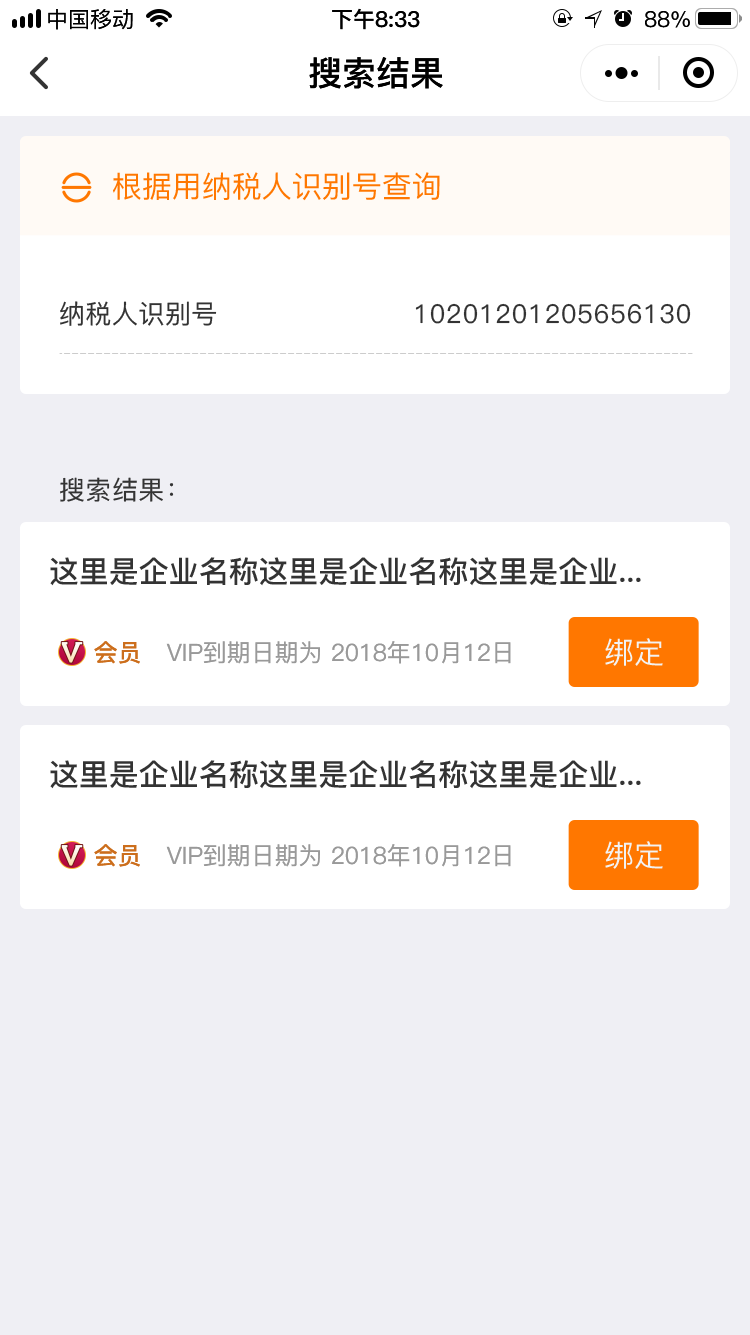 中国移动 下午8:33 88%
搜索结果
根据用纳税人识别号查询
纳税人识别号 10201201205656130
搜索结果：
这里是企业名称这里是企业名称这里是企业...
V 会员 VIP到期日期为 2018年10月12日 绑定
这里是企业名称这里是企业名称这里是企业...
V 会员 VIP到期日期为 2018年10月12日 绑定